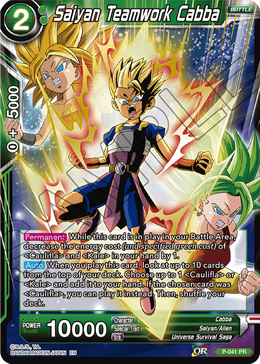 2
Saiyan Teamwork Cabba
BATTLE
0 + 5000
Permanent While this card is in play in your Battle Area,
decrease the energy cost (and specified green cost) of
<Caulifla> and <Kale> in your hand by 1.
Auto When you play this card, look at up to 10 cards
from the top of your deck. Choose up to 1 <Caulifla> or
<Kale> and add it to your hand. If the chosen card was
<Caulifla>, you can play it instead. Then, shuffle your
deck.
POWER 10000
Character Cabba
Special Trait Saiyan/Alien
Era Universe Survival Saga
P-041 PR